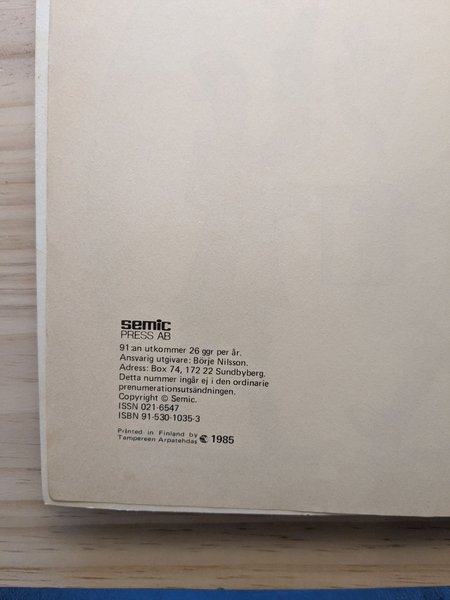 semic
PRESS AB
91:an utkommer 26 ggr per år.
Ansvarig utgivare: Börje Nilsson.
Adress: Box 74, 172 22 Sundbyberg.
Detta nummer ingår ej i den ordinarie
prenumerationsutsändningen.
Copyright © Semic.
ISSN 021-6547
ISBN 91-530-1035-3
Printed in Finland by
Tampereen Arpatehdas 1985